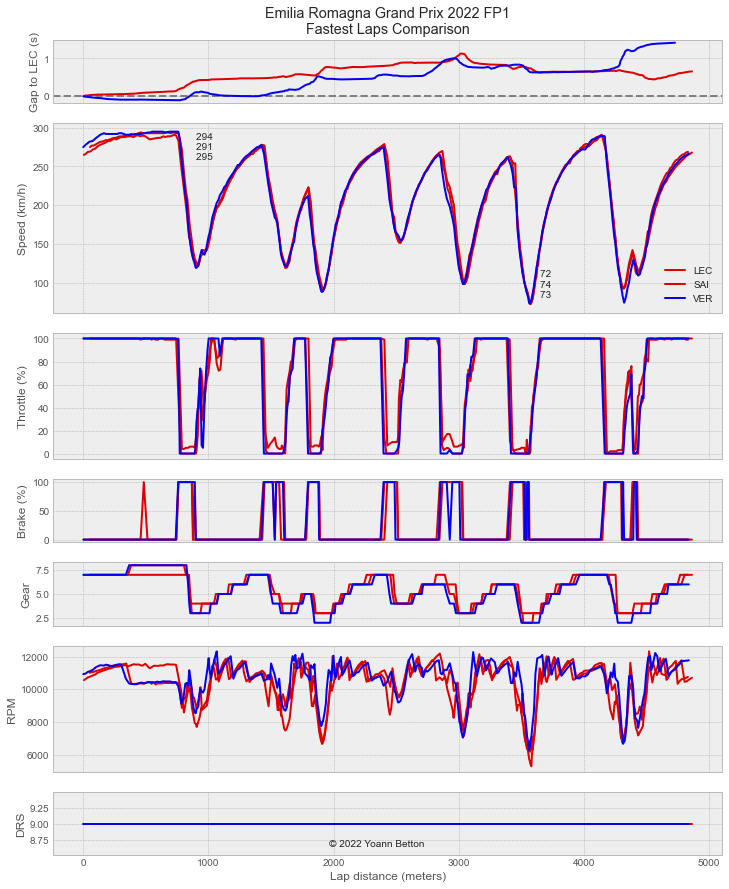 Emilia Romagna Grand Prix 2022 FP1
Fastest Laps Comparison
Gap to LEC (s)
1
0
Speed (km/h)
300
250
200
150
100
294
291
295
72
74
73
LEC
SAI
VER
Throttle (%)
100
80
60
40
20
0
Brake (%)
100
50
0
Gear
7.5
5.0
2.5
RPM
12000
10000
8000
6000
DRS
9.25
9.00
8.75
© 2022 Yoann Betton
0 1000 2000 3000 4000 5000
Lap distance (meters)